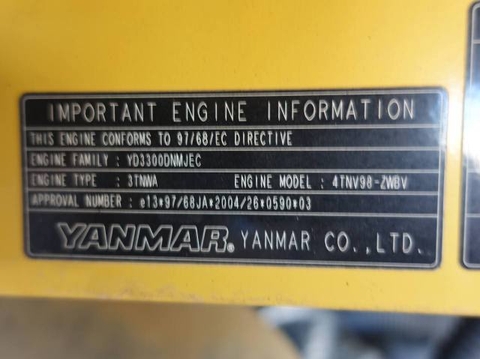 IMPORTANT ENGINE INFORMATION
THIS ENGINE CONFORMS TO 97/68/EC DIRECTIVE
ENGINE FAMILY : YD3300DNMJEC
ENGINE TYPE : 3TNWA ENGINE MODEL : 4TNV98-ZWBV
APPROVAL NUMBER : e13*97/68JA*2004/26*0590*03
YANMAR® YANMAR CO.,LTD.